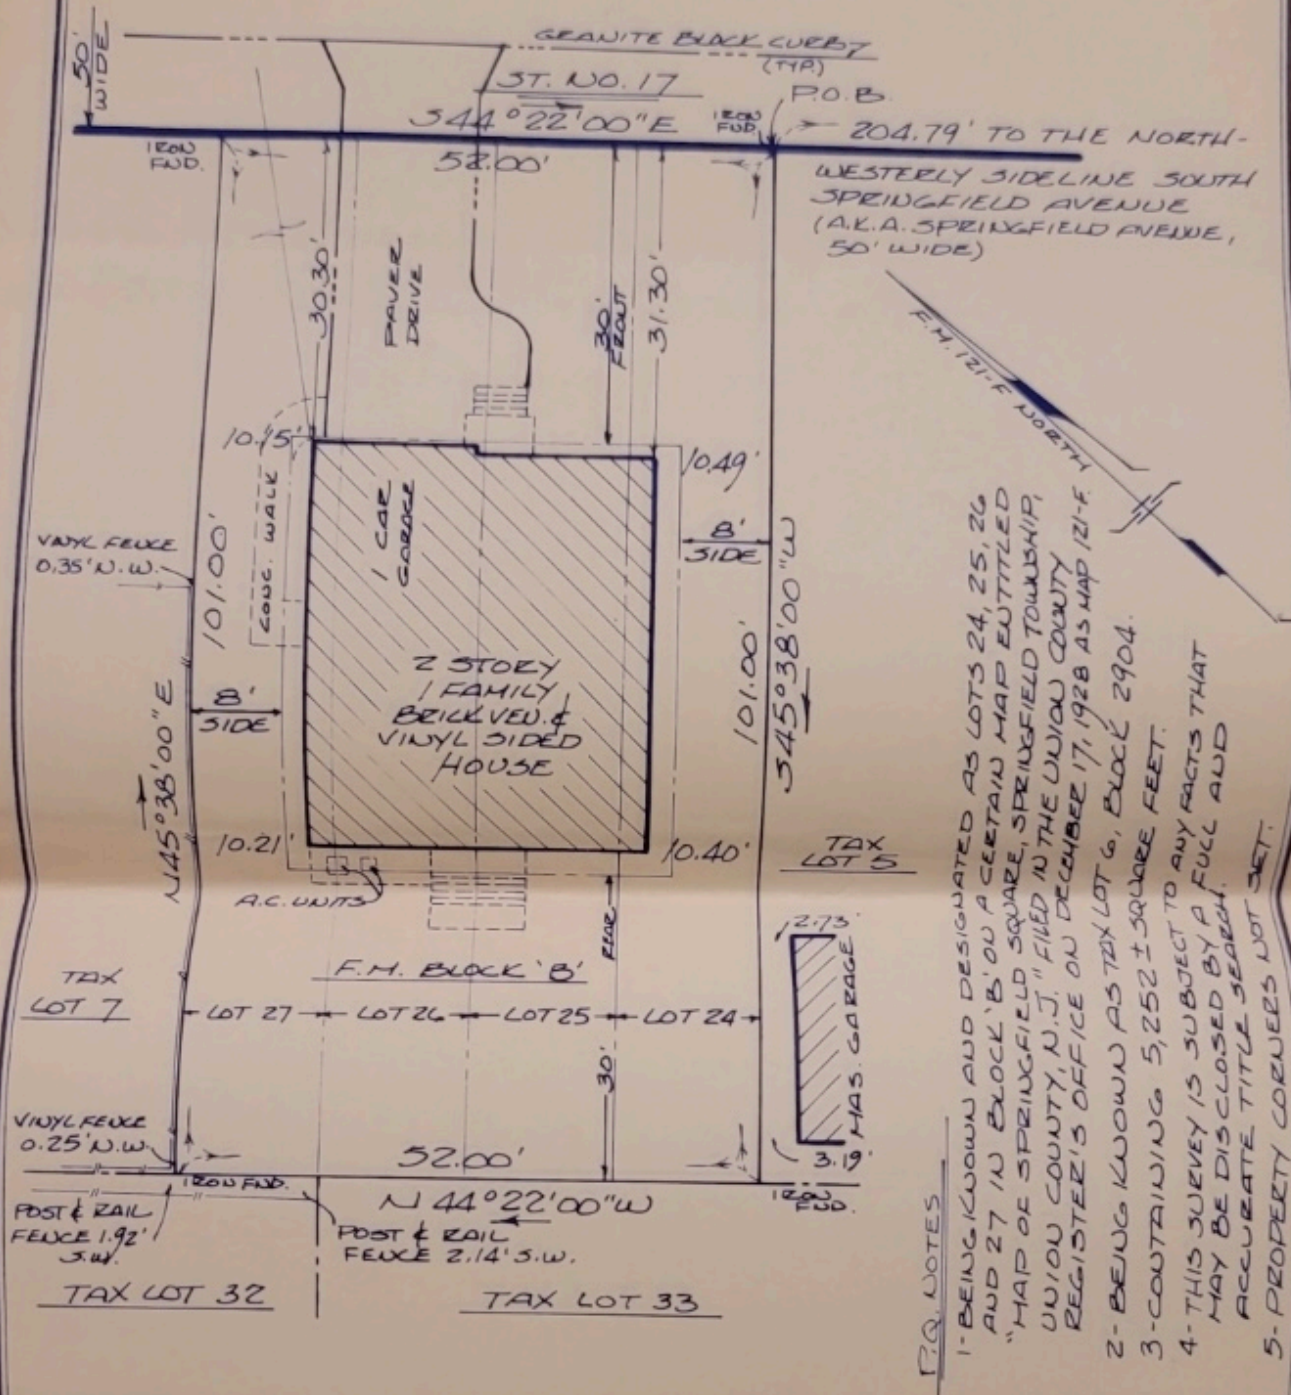 50'
WIDE
GRANITE BLOCK CURB
(TYP.)
ST. NO. 17
P.O.B.
S44°22'00"E
IRON
FND.
IRON
FND.
52.00'
204.79' TO THE NORTH-
WESTERLY SIDELINE SOUTH
SPRINGFIELD AVENUE
(A.K.A. SPRINGFIELD AVENUE,
50' WIDE)
30.30'
PAVER
DRIVE
30'
FRONT
31.30'
F.M. 121-F NORTH
10.15'
10.49'
CONC. WALK
1 CAR
GARAGE
8'
SIDE
VINYL FENCE
0.35' N.W.
101.00'
N45°38'00"E
8'
SIDE
2 STORY
1 FAMILY
BRICK VEN. &
VINYL SIDED
HOUSE
101.00'
S45°38'00"W
10.21'
10.40'
TAX
LOT 5
A.C. UNITS
REAR
30'
2.73'
MAS. GARAGE
3.19'
F.M. BLOCK 'B'
TAX
LOT 7
LOT 27
LOT 26
LOT 25
LOT 24
VINYL FENCE
0.25' N.W.
52.00'
IRON FND.
N 44°22'00"W
IRON
FND.
POST & RAIL
FENCE 1.92'
S.W.
POST & RAIL
FENCE 2.14' S.W.
TAX LOT 32
TAX LOT 33
P.Q. NOTES
1- BEING KNOWN AND DESIGNATED AS LOTS 24, 25, 26
AND 27 IN BLOCK 'B' ON A CERTAIN MAP ENTITLED
"MAP OF SPRINGFIELD SQUARE, SPRINGFIELD TOWNSHIP,
UNION COUNTY, N.J." FILED IN THE UNION COUNTY
REGISTER'S OFFICE ON DECEMBER 17, 1928 AS MAP 121-F.
2- BEING KNOWN AS TAX LOT 6, BLOCK 2904.
3- CONTAINING 5,252 ± SQUARE FEET.
4- THIS SURVEY IS SUBJECT TO ANY FACTS THAT
MAY BE DISCLOSED BY A FULL AND
ACCURATE TITLE SEARCH.
5- PROPERTY CORNERS NOT SET.